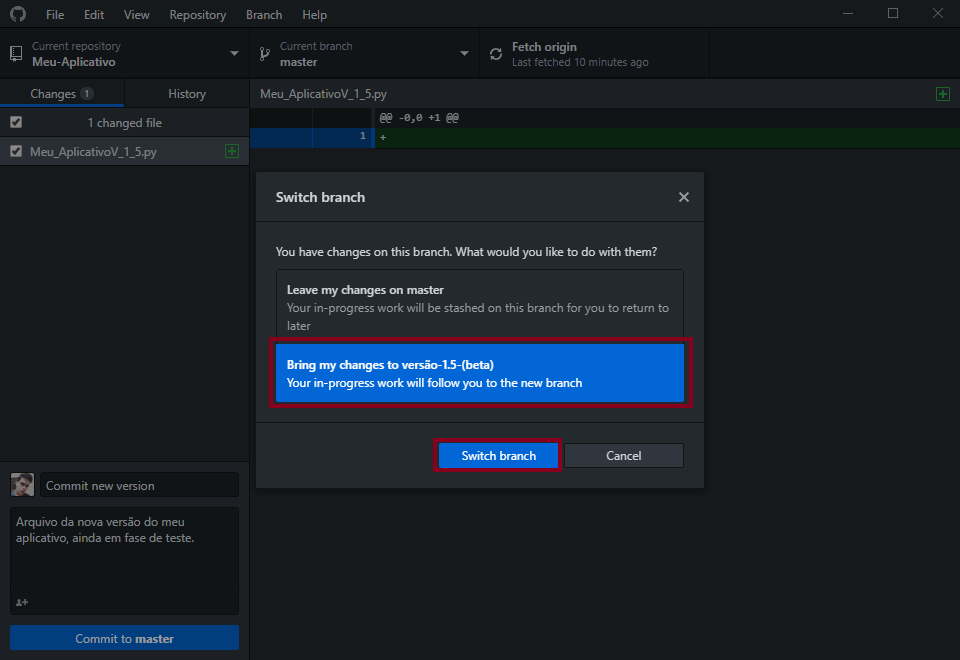 File Edit View Repository Branch Help
Current repository
Meu-Aplicativo
Current branch
master
Fetch origin
Last fetched 10 minutes ago
Changes 1
History
Meu_AplicativoV_1_5.py
1 changed file
@@ -0,0 +1 @@
1 +
Meu_AplicativoV_1_5.py
Switch branch
You have changes on this branch. What would you like to do with them?
Leave my changes on master
Your in-progress work will be stashed on this branch for you to return to
later
Bring my changes to versão-1.5-(beta)
Your in-progress work will follow you to the new branch
Switch branch
Cancel
Commit new version
Arquivo da nova versão do meu
aplicativo, ainda em fase de teste.
Commit to master